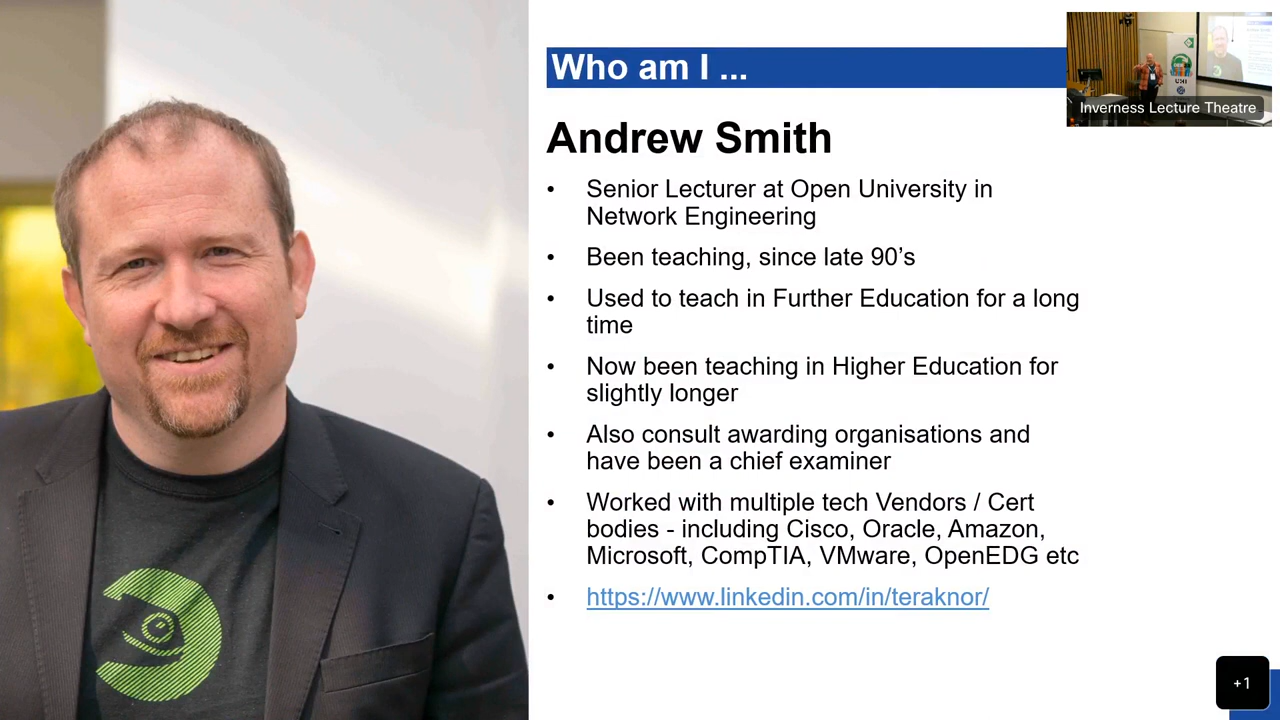 Who am I ...
Inverness Lecture Theatre
Andrew Smith
• Senior Lecturer at Open University in
Network Engineering
• Been teaching, since late 90’s
• Used to teach in Further Education for a long
time
• Now been teaching in Higher Education for
slightly longer
• Also consult awarding organisations and
have been a chief examiner
• Worked with multiple tech Vendors / Cert
bodies - including Cisco, Oracle, Amazon,
Microsoft, CompTIA, VMware, OpenEDG etc
• https://www.linkedin.com/in/teraknor/
+1